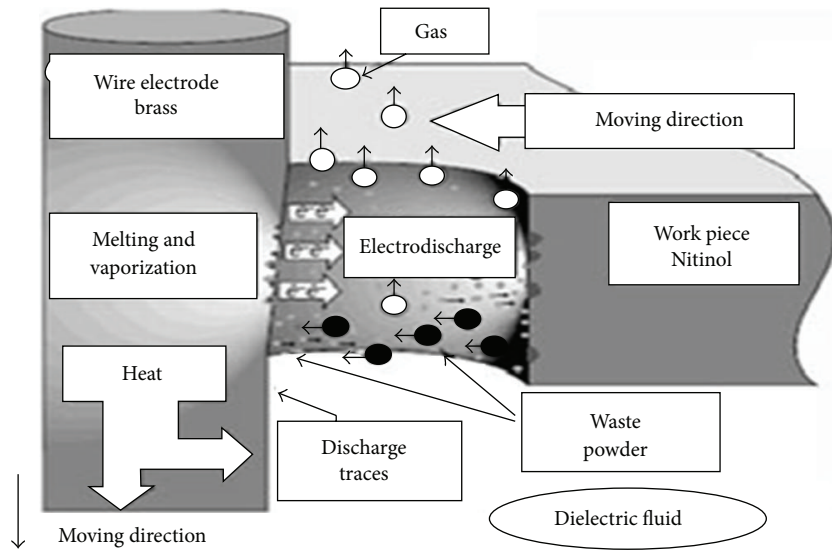 Gas
Wire electrode
brass
Moving direction
Melting and
vaporization
Electrodischarge
Work piece
Nitinol
Heat
Discharge
traces
Waste
powder
Moving direction
Dielectric fluid